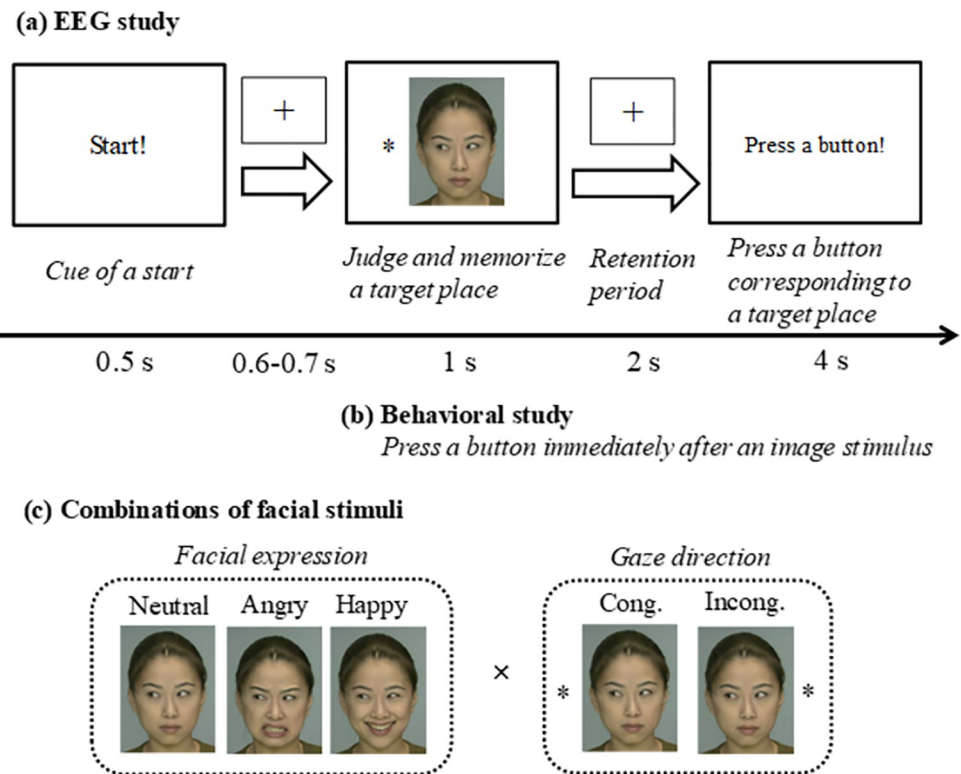 (a) EEG study
Start!
+
*
+
Press a button!
Cue of a start
Judge and memorize
a target place
Retention
period
Press a button
corresponding to
a target place
0.5 s
0.6-0.7 s
1 s
2 s
4 s
(b) Behavioral study
Press a button immediately after an image stimulus
(c) Combinations of facial stimuli
Facial expression
Gaze direction
Neutral
Angry
Happy
Cong.
Incong.
×
*
*